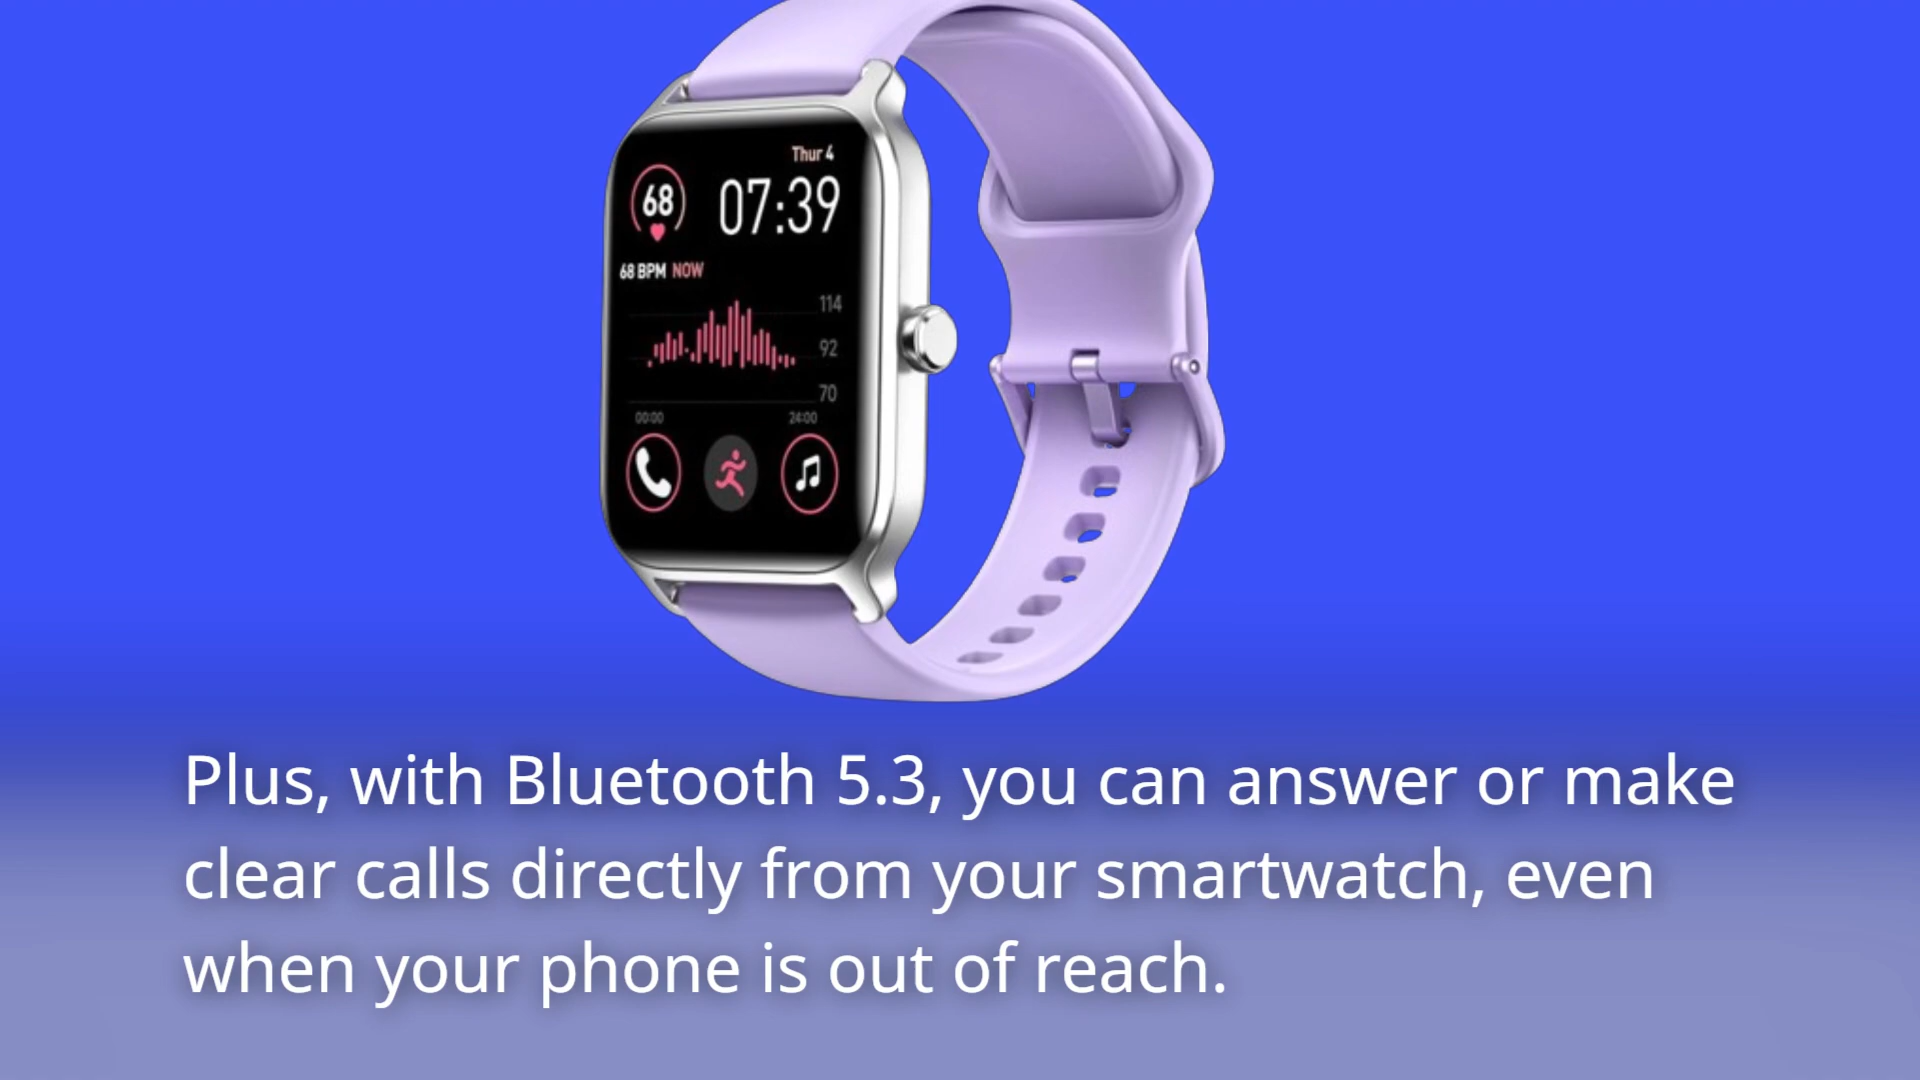 Thur 4
68
07:39
68 BPM NOW
114
92
70
00:00 24:00
Plus, with Bluetooth 5.3, you can answer or make
clear calls directly from your smartwatch, even
when your phone is out of reach.